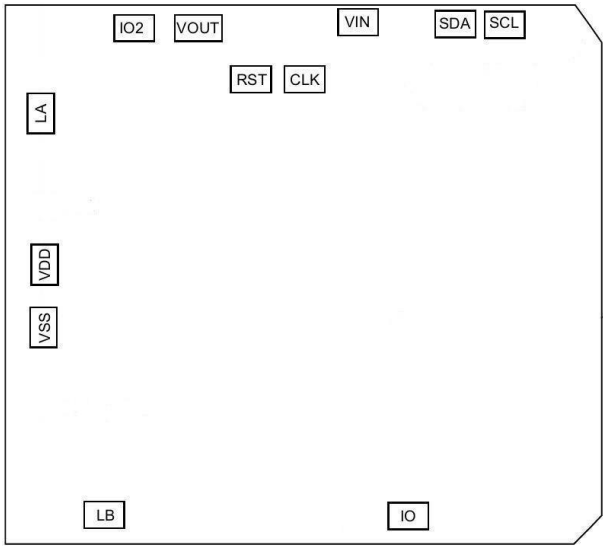 IO2 VOUT VIN SDA SCL
RST CLK
LA
VDD
VSS
LB IO